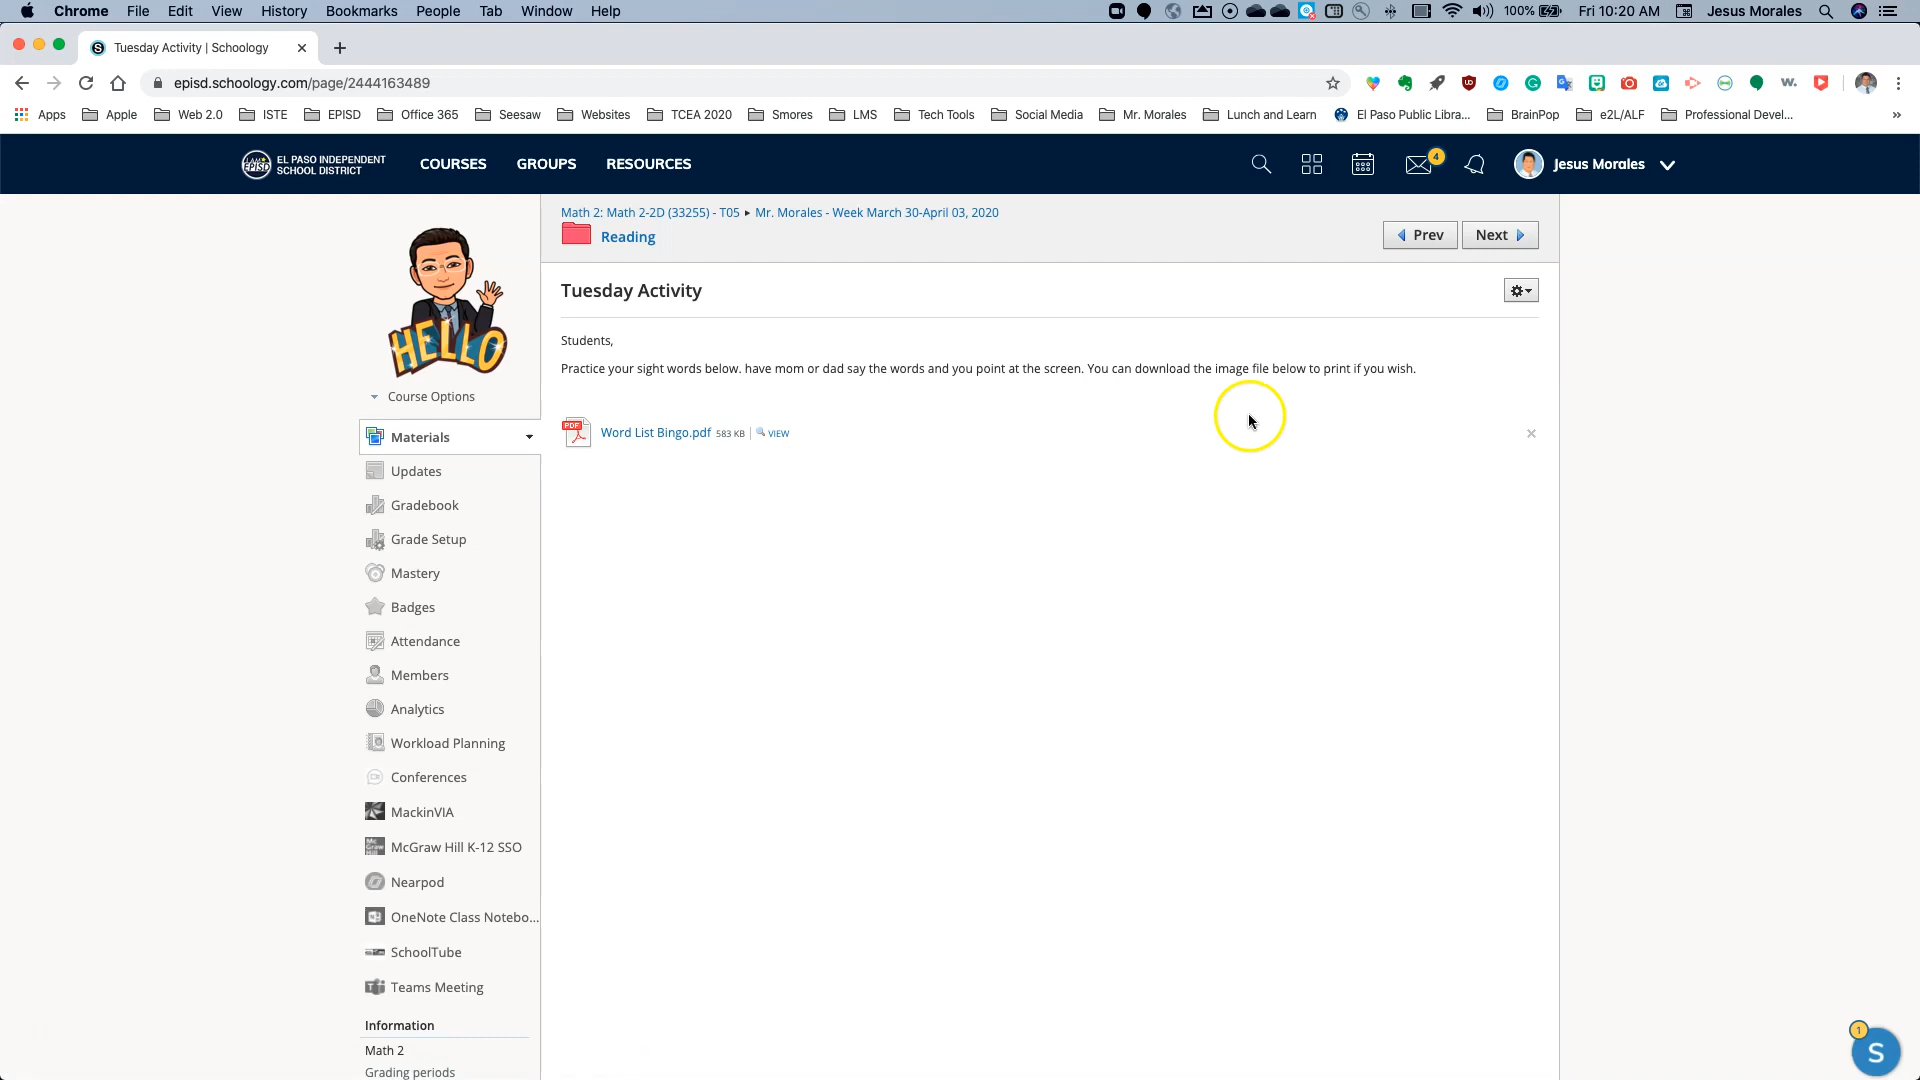 Chrome File Edit View History Bookmarks People Tab Window Help 100% Fri 10:20 AM Jesus Morales
Tuesday Activity | Schoology
episd.schoology.com/page/2444163489
Apps Apple Web 2.0 ISTE EPISD Office 365 Seesaw Websites TCEA 2020 Smores LMS Tech Tools Social Media Mr. Morales Lunch and Learn El Paso Public Libra... BrainPop e2L/ALF Professional Devel... »
EPISD EL PASO INDEPENDENT SCHOOL DISTRICT COURSES GROUPS RESOURCES 4 Jesus Morales
Math 2: Math 2-2D (33255) - T05 ▸ Mr. Morales - Week March 30-April 03, 2020
Reading
Prev Next
Tuesday Activity
Students,
Practice your sight words below. have mom or dad say the words and you point at the screen. You can download the image file below to print if you wish.
Word List Bingo.pdf 583 KB VIEW
HELLO
Course Options
Materials
Updates
Gradebook
Grade Setup
Mastery
Badges
Attendance
Members
Analytics
Workload Planning
Conferences
MackinVIA
McGraw Hill K-12 SSO
Nearpod
OneNote Class Notebo...
SchoolTube
Teams Meeting
Information
Math 2
Grading periods
1
S